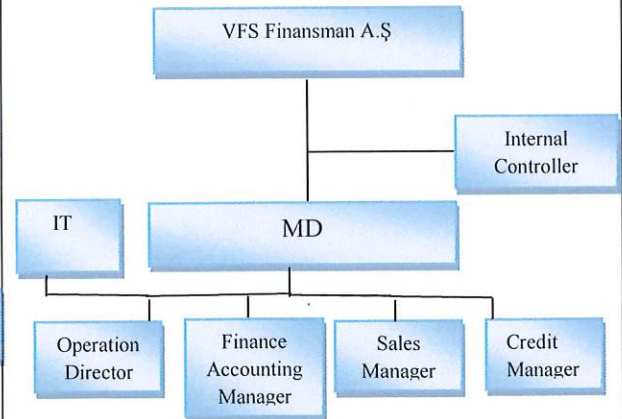 VFS Finansman A.Ş
Internal
Controller
IT
MD
Operation
Director
Finance
Accounting
Manager
Sales
Manager
Credit
Manager